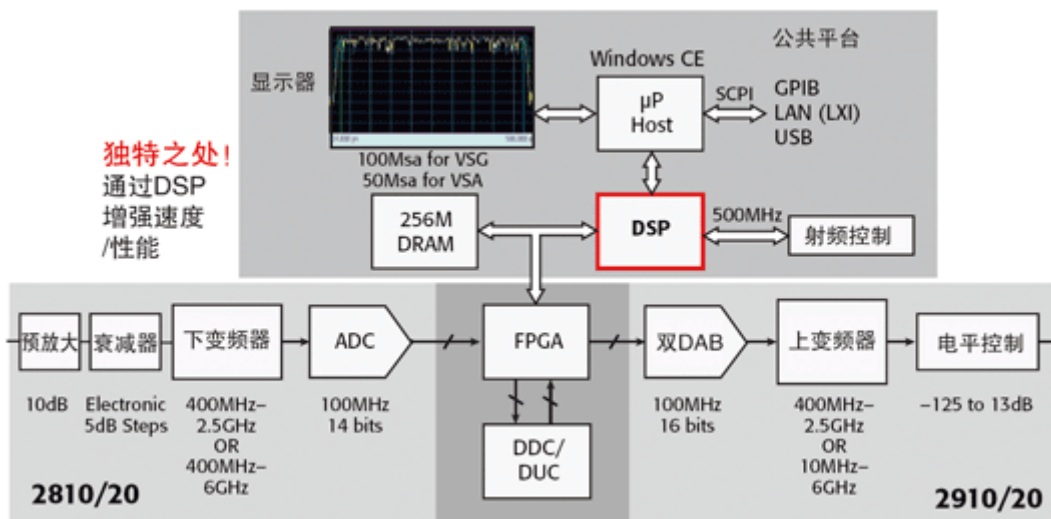 公共平台
Windows CE
显示器
μP
Host
SCPI
GPIB
LAN (LXI)
USB
100Msa for VSG
50Msa for VSA
独特之处!
通过DSP
增强速度
/性能
256M
DRAM
DSP
500MHz
射频控制
预放大
衰减器
下变频器
ADC
FPGA
双DAB
上变频器
电平控制
10dB
Electronic
5dB Steps
400MHz–
2.5GHz
OR
400MHz–
6GHz
100MHz
14 bits
DDC/
DUC
100MHz
16 bits
400MHz–
2.5GHz
OR
10MHz–
6GHz
–125 to 13dB
2810/20
2910/20